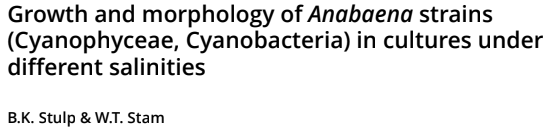 Growth and morphology of Anabaena strains
(Cyanophyceae, Cyanobacteria) in cultures under
different salinities
B.K. Stulp & W.T. Stam